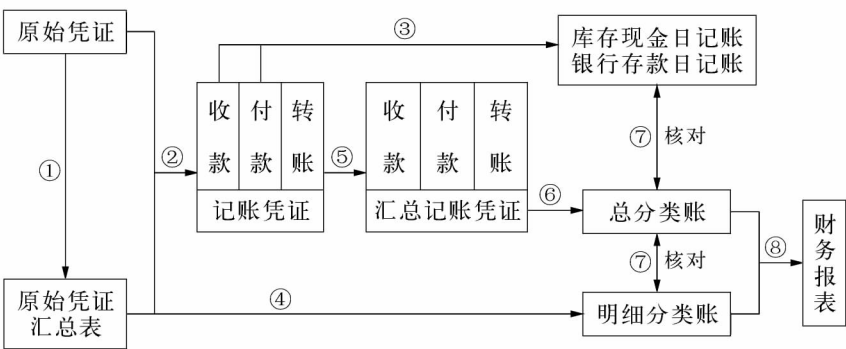 原始凭证
③
库存现金日记账
银行存款日记账
收款
付款
转账
收款
付款
转账
①
②
⑤
⑦ 核对
记账凭证
汇总记账凭证
⑥
总分类账
⑦ 核对
⑧
财务报表
原始凭证
汇总表
④
明细分类账